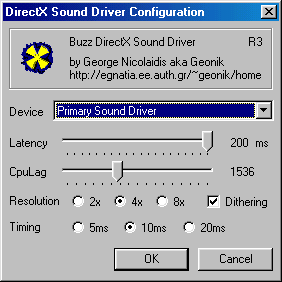 DirectX Sound Driver Configuration
Buzz DirectX Sound Driver R3
by George Nicolaidis aka Geonik
http://egnatia.ee.auth.gr/~geonik/home
Device Primary Sound Driver
Latency 200 ms
CpuLag 1536
Resolution 2x 4x 8x Dithering
Timing 5ms 10ms 20ms
OK Cancel